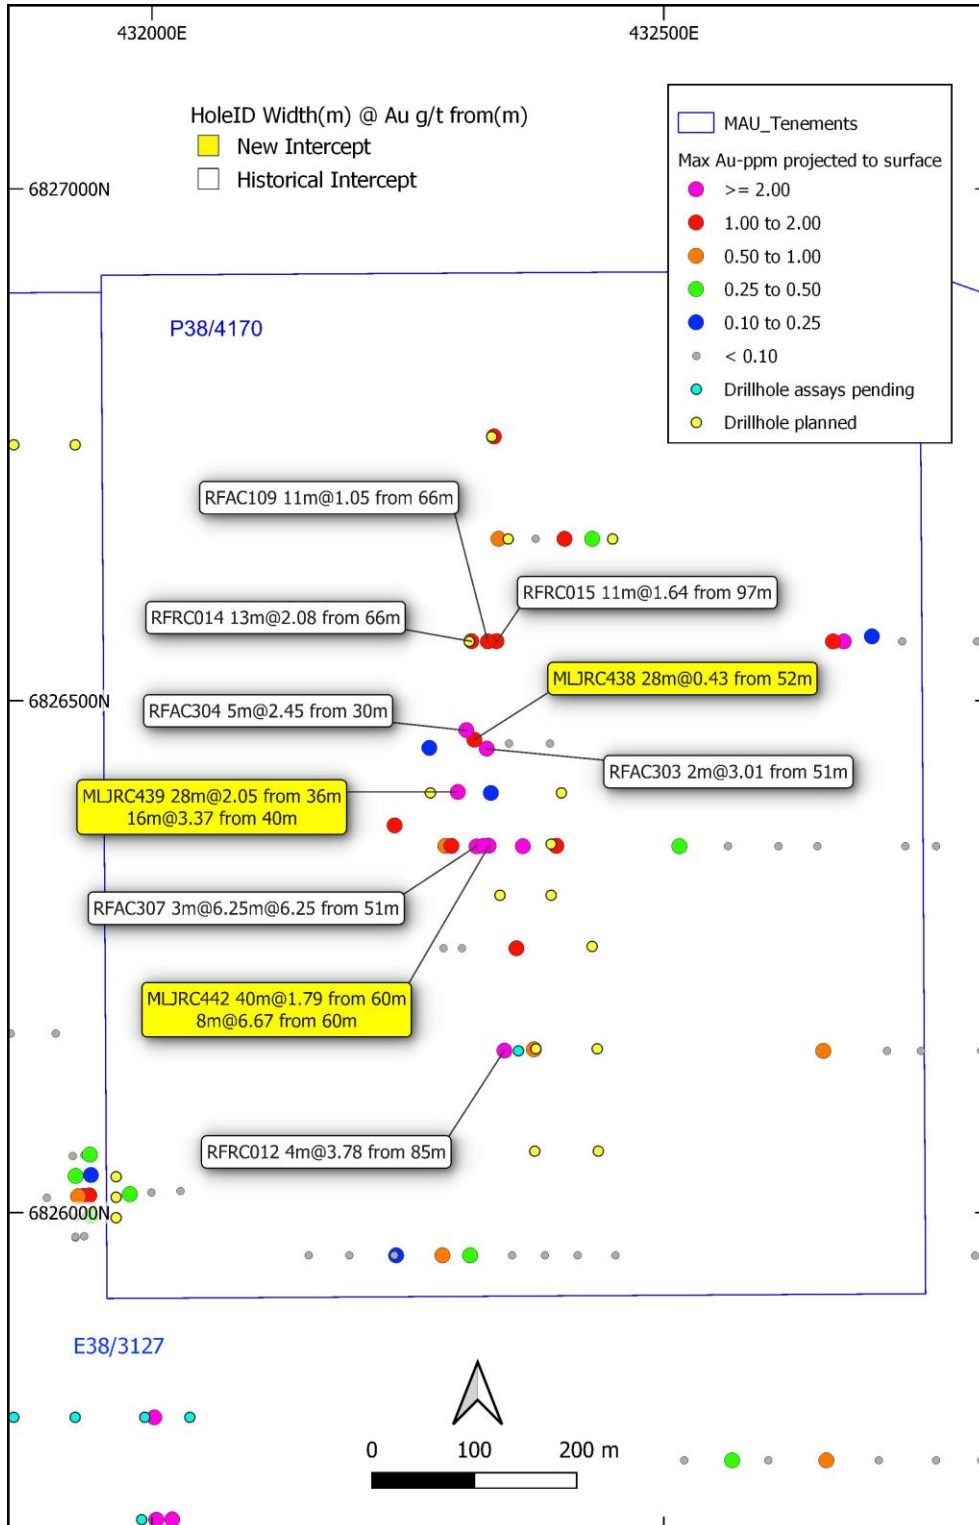 432000E
432500E
HoleID Width(m) @ Au g/t from(m)
New Intercept
Historical Intercept
MAU_Tenements
Max Au-ppm projected to surface
>= 2.00
1.00 to 2.00
0.50 to 1.00
0.25 to 0.50
0.10 to 0.25
< 0.10
Drillhole assays pending
Drillhole planned
6827000N
P38/4170
RFAC109 11m@1.05 from 66m
RFRC015 11m@1.64 from 97m
RFRC014 13m@2.08 from 66m
MLJRC438 28m@0.43 from 52m
6826500N
RFAC304 5m@2.45 from 30m
RFAC303 2m@3.01 from 51m
MLJRC439 28m@2.05 from 36m
16m@3.37 from 40m
RFAC307 3m@6.25m@6.25 from 51m
MLJRC442 40m@1.79 from 60m
8m@6.67 from 60m
RFRC012 4m@3.78 from 85m
6826000N
E38/3127
0 100 200 m